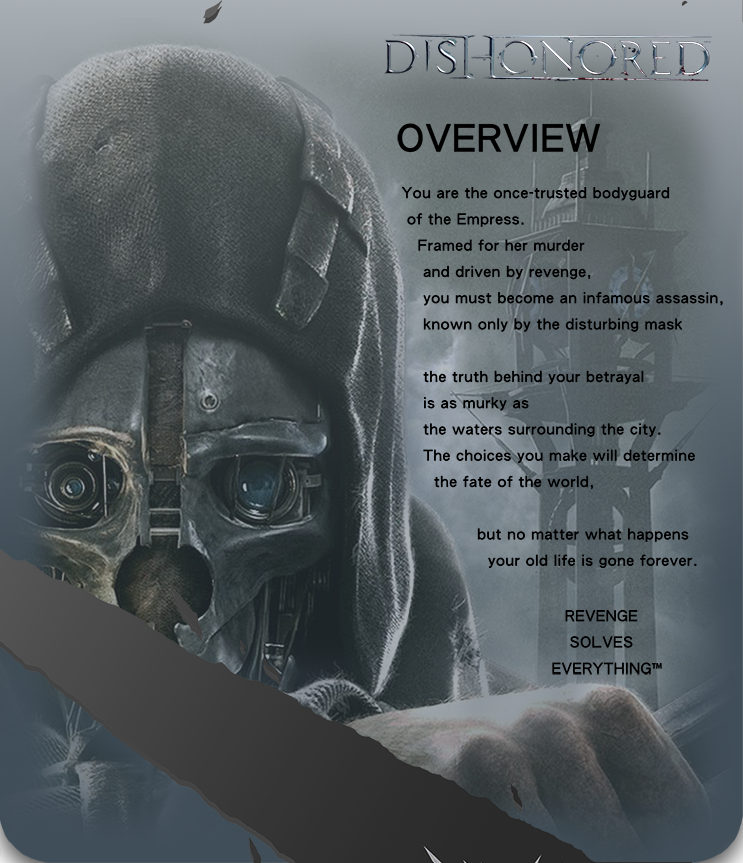 DISHONORED
OVERVIEW
You are the once-trusted bodyguard
of the Empress.
Framed for her murder
and driven by revenge,
you must become an infamous assassin,
known only by the disturbing mask
the truth behind your betrayal
is as murky as
the waters surrounding the city.
The choices you make will determine
the fate of the world,
but no matter what happens
your old life is gone forever.
REVENGE
SOLVES
EVERYTHING™